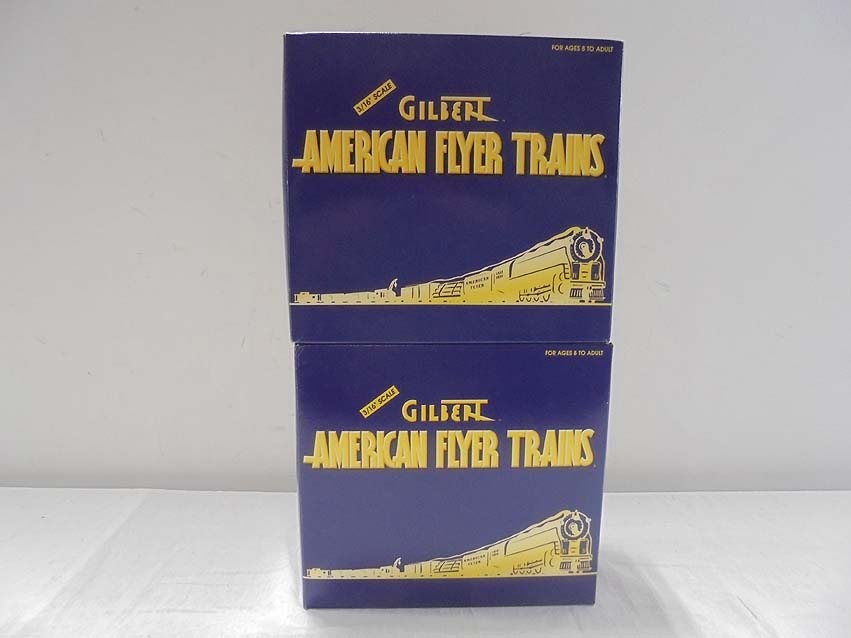 FOR AGES 8 TO ADULT
3/16" SCALE
GILBERT
AMERICAN FLYER TRAINS
AMERICAN
FLYER
FOR AGES 8 TO ADULT
3/16" SCALE
GILBERT
AMERICAN FLYER TRAINS
AMERICAN
FLYER